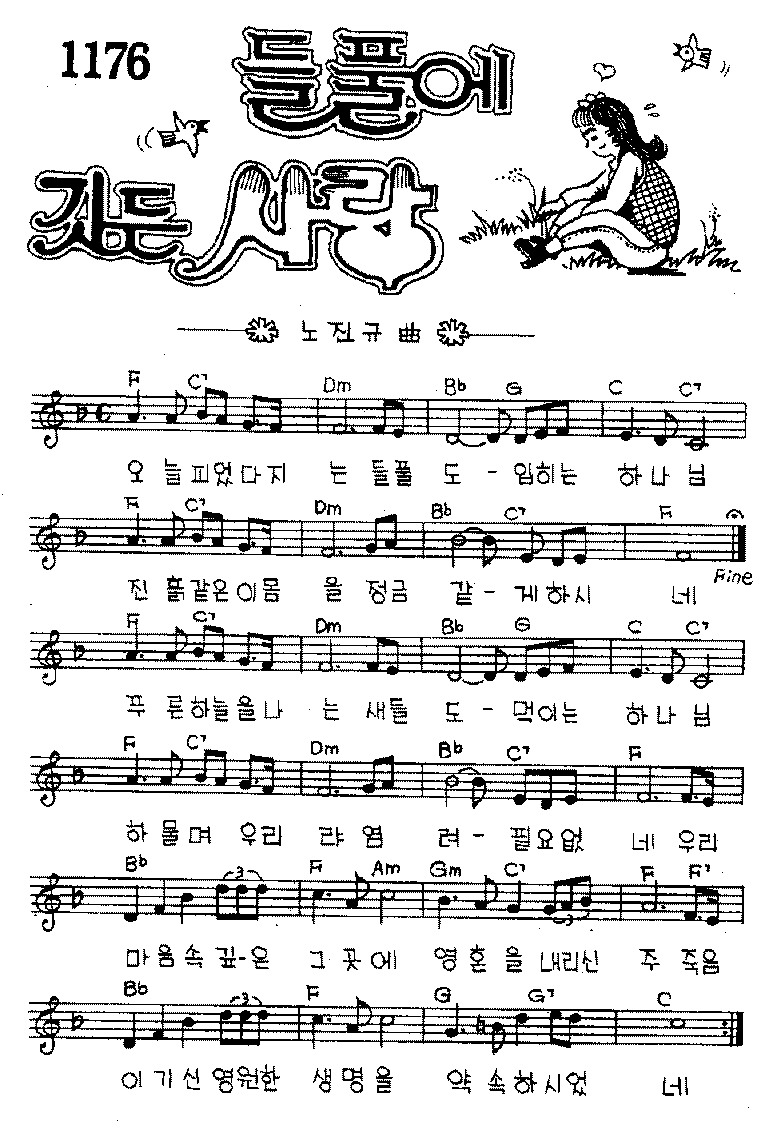 1176
들풀에
깃든 사랑
노진규 曲
F C7 Dm Bb G C C7
오 늘피었다지 는 들풀 도 - 입히는 하나 님
F C7 Dm Bb C7 F
진 흙같은이몸 을 정금 같 - 게하시 네
Fine
F C7 Dm Bb G C C7
푸 른하늘을나 는 새들 도 - 먹이는 하나 님
F C7 Dm Bb C7 F
하 물며 우리 랴 염 려 - 필요없 네 우리
Bb 3 F Am Gm C7 F F7
마음속 깊-은 그 곳에 영혼을 내리신 주 죽음
3
Bb 3 F G G7 C
이기신 영원한 생명을 약 속하시었 네